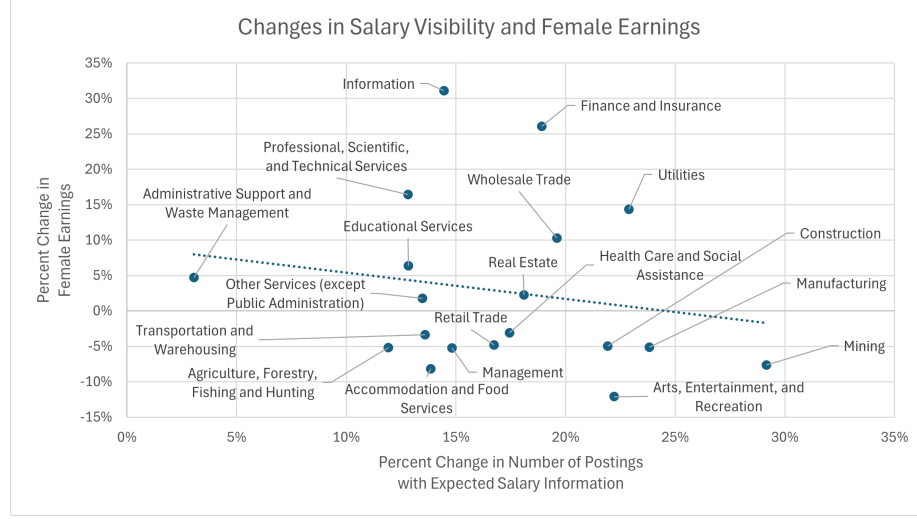 Changes in Salary Visibility and Female Earnings
35%
30%
25%
20%
15%
10%
5%
0%
-5%
-10%
-15%
Percent Change in
Female Earnings
Information
Finance and Insurance
Professional, Scientific,
and Technical Services
Wholesale Trade
Utilities
Administrative Support and
Waste Management
Educational Services
Construction
Real Estate
Health Care and Social
Assistance
Other Services (except
Public Administration)
Manufacturing
Retail Trade
Transportation and
Warehousing
Mining
Agriculture, Forestry,
Fishing and Hunting
Management
Accommodation and Food
Services
Arts, Entertainment, and
Recreation
0%
5%
10%
15%
20%
25%
30%
35%
Percent Change in Number of Postings
with Expected Salary Information